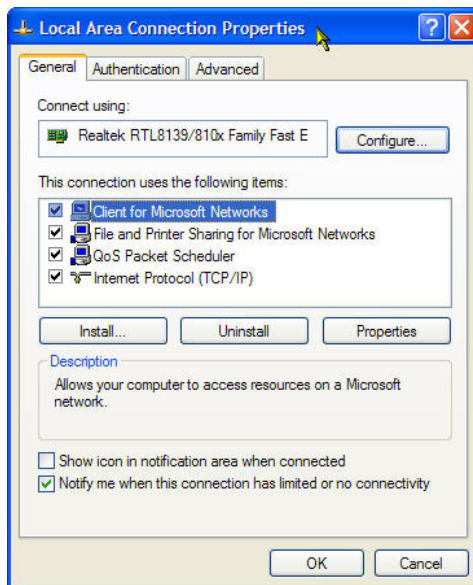 Local Area Connection Properties
General Authentication Advanced
Connect using:
Realtek RTL8139/810x Family Fast E
Configure...
This connection uses the following items:
Client for Microsoft Networks
File and Printer Sharing for Microsoft Networks
QoS Packet Scheduler
Internet Protocol (TCP/IP)
Install... Uninstall Properties
Description
Allows your computer to access resources on a Microsoft
network.
Show icon in notification area when connected
Notify me when this connection has limited or no connectivity
OK Cancel